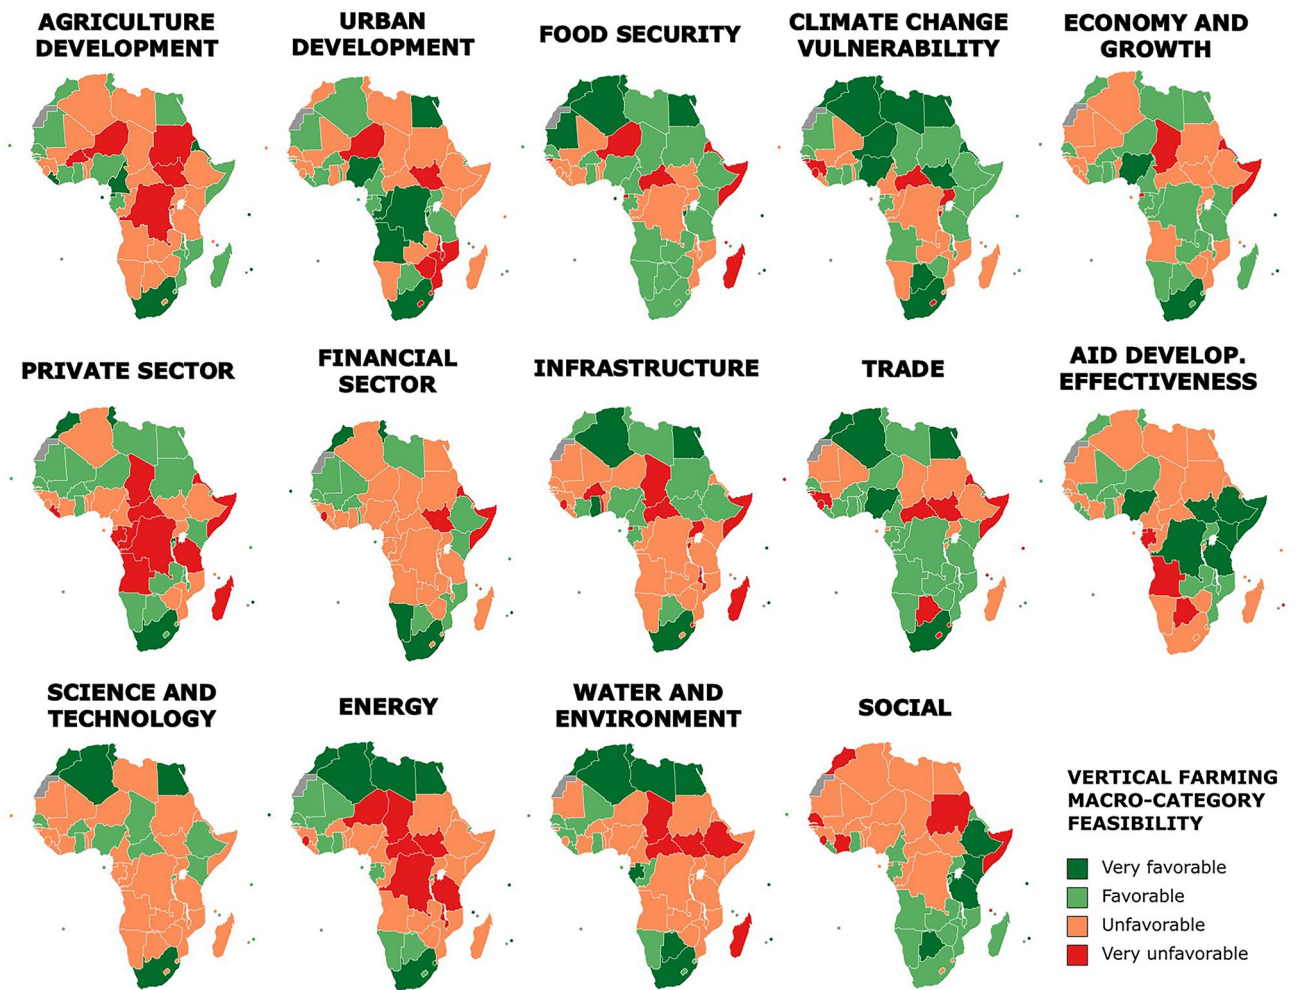 AGRICULTURE
DEVELOPMENT
URBAN
DEVELOPMENT
FOOD SECURITY
CLIMATE CHANGE
VULNERABILITY
ECONOMY AND
GROWTH
PRIVATE SECTOR
FINANCIAL
SECTOR
INFRASTRUCTURE
TRADE
AID DEVELOP.
EFFECTIVENESS
SCIENCE AND
TECHNOLOGY
ENERGY
WATER AND
ENVIRONMENT
SOCIAL
VERTICAL FARMING
MACRO-CATEGORY
FEASIBILITY
Very favorable
Favorable
Unfavorable
Very unfavorable